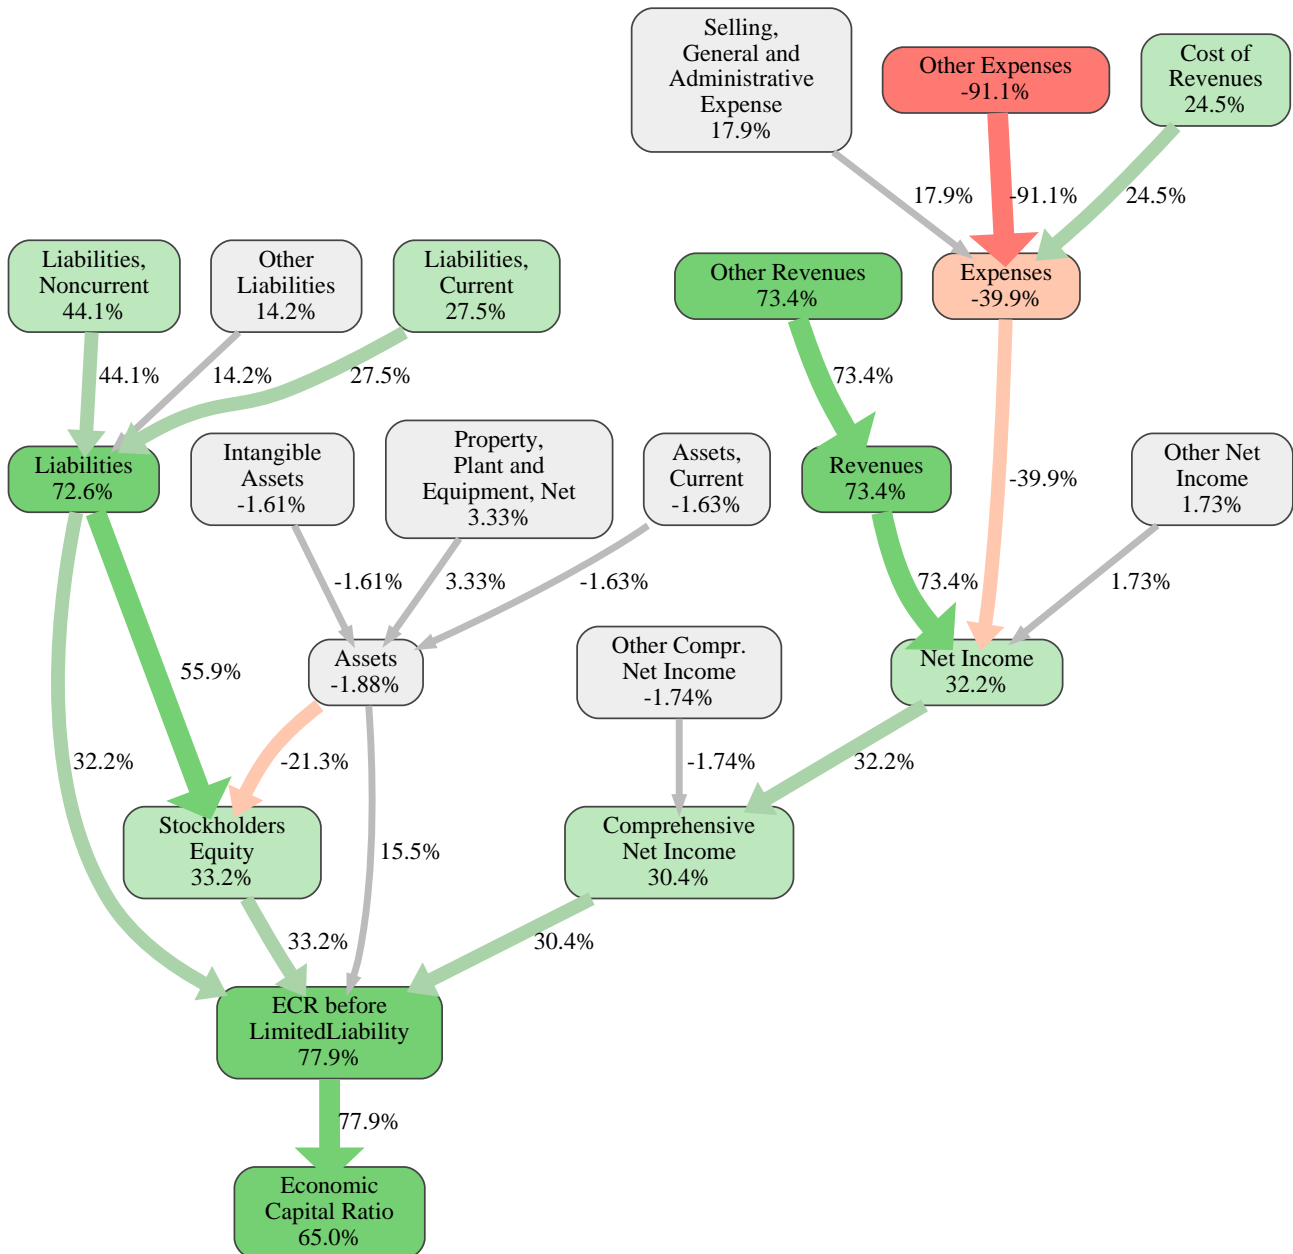 Selling,
General and
Administrative
Expense
17.9%
Other Expenses
-91.1%
Cost of
Revenues
24.5%
17.9%
-91.1%
24.5%
Liabilities,
Noncurrent
44.1%
Other
Liabilities
14.2%
Liabilities,
Current
27.5%
Other Revenues
73.4%
Expenses
-39.9%
44.1%
14.2%
27.5%
73.4%
Liabilities
72.6%
Intangible
Assets
-1.61%
Property,
Plant and
Equipment, Net
3.33%
Assets,
Current
-1.63%
Revenues
73.4%
-39.9%
Other Net
Income
1.73%
-1.61%
3.33%
-1.63%
73.4%
1.73%
55.9%
Assets
-1.88%
Other Compr.
Net Income
-1.74%
Net Income
32.2%
32.2%
-21.3%
-1.74%
32.2%
Stockholders
Equity
33.2%
15.5%
Comprehensive
Net Income
30.4%
33.2%
30.4%
ECR before
LimitedLiability
77.9%
77.9%
Economic
Capital Ratio
65.0%